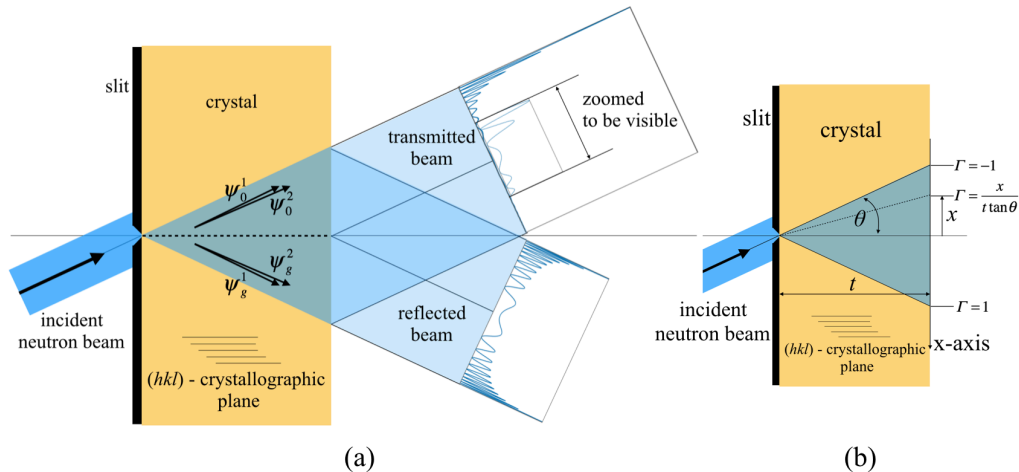 slit
crystal
transmitted
beam
zoomed
to be visible
ψ₀¹
ψ₀²
ψg²
ψg¹
incident
neutron beam
reflected
beam
(hkl) - crystallographic
plane
(a)
slit
crystal
Γ = -1
Γ = x / (t tan θ)
θ
x
t
incident
neutron beam
Γ = 1
x-axis
(hkl) - crystallographic
plane
(b)